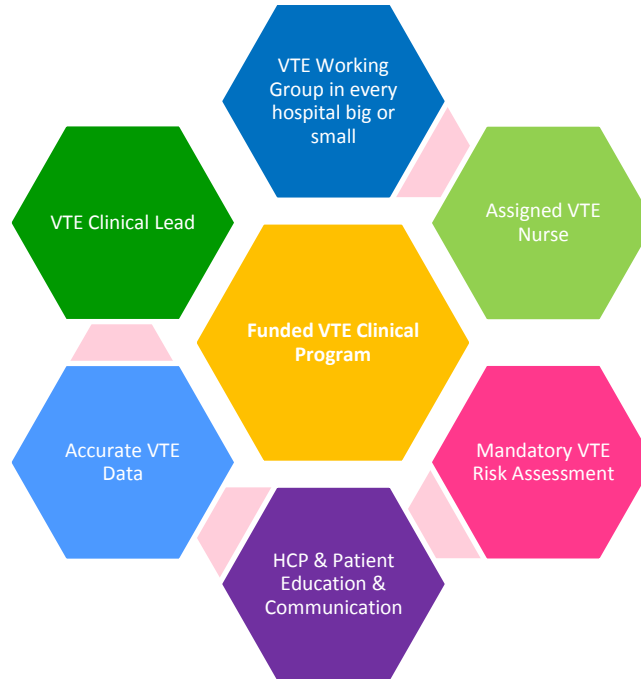 VTE Working
Group in every
hospital big or
small
VTE Clinical Lead
Assigned VTE
Nurse
Funded VTE Clinical
Program
Accurate VTE
Data
Mandatory VTE
Risk Assessment
HCP & Patient
Education &
Communication